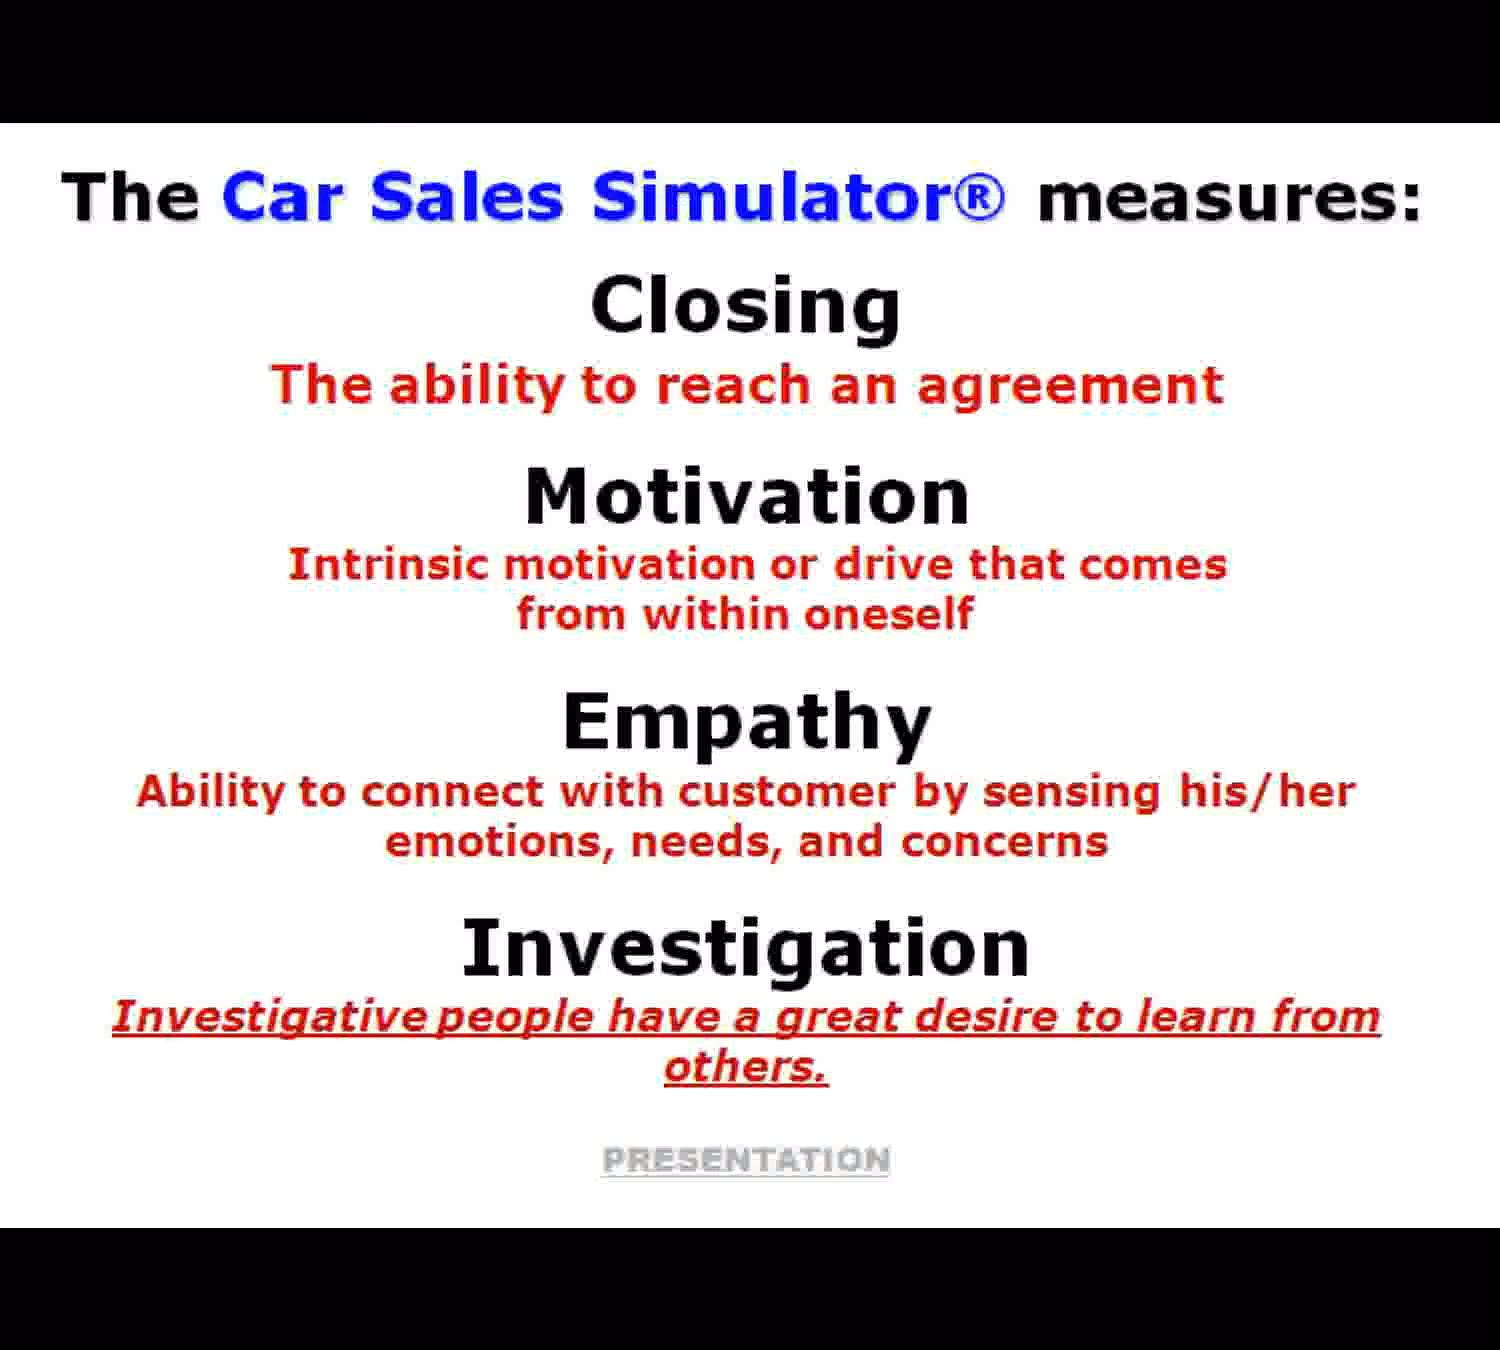 The Car Sales Simulator® measures:
Closing
The ability to reach an agreement
Motivation
Intrinsic motivation or drive that comes
from within oneself
Empathy
Ability to connect with customer by sensing his/her
emotions, needs, and concerns
Investigation
Investigative people have a great desire to learn from
others.
PRESENTATION